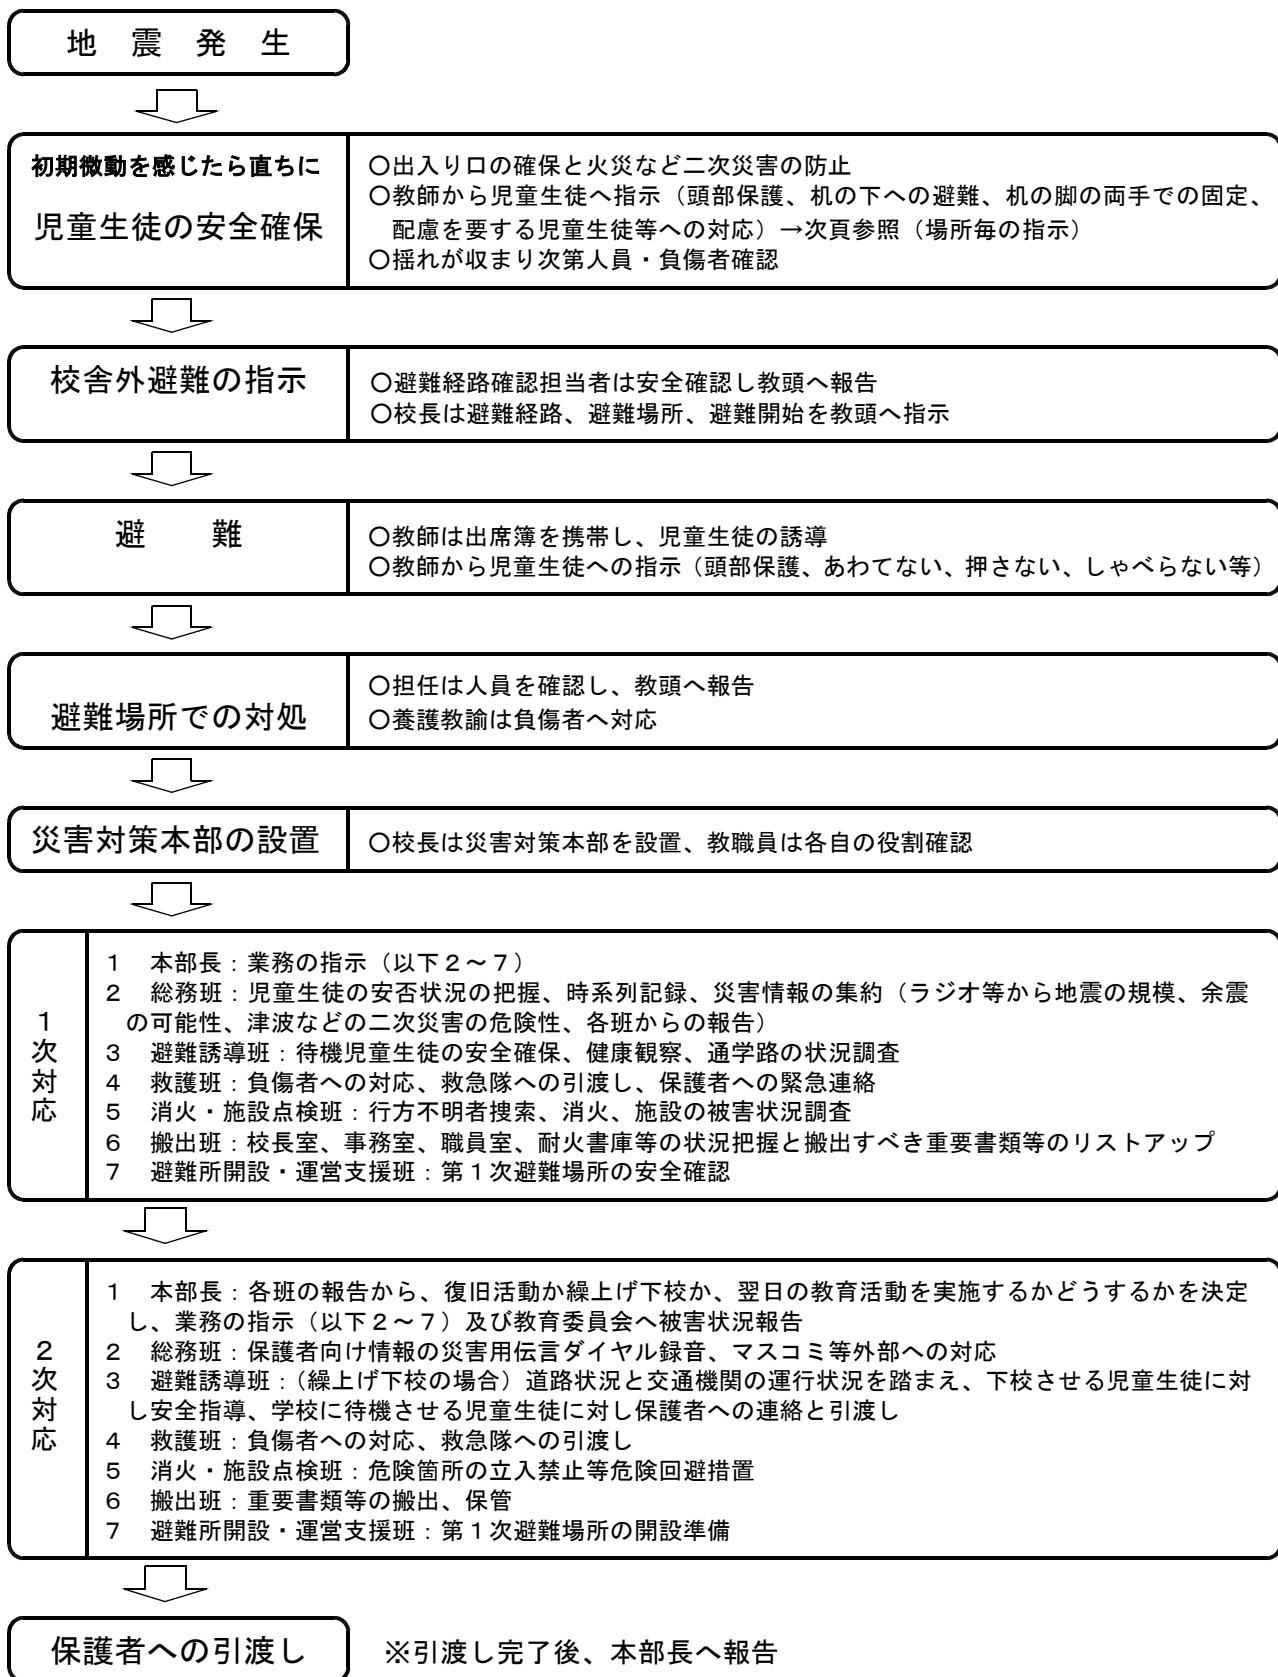 地　震　発　生
初期微動を感じたら直ちに
児童生徒の安全確保
○出入り口の確保と火災など二次災害の防止
○教師から児童生徒へ指示（頭部保護、机の下への避難、机の脚の両手での固定、
配慮を要する児童生徒等への対応）→次頁参照（場所毎の指示）
○揺れが収まり次第人員・負傷者確認
校舎外避難の指示
○避難経路確認担当者は安全確認し教頭へ報告
○校長は避難経路、避難場所、避難開始を教頭へ指示
避　　難
○教師は出席簿を携帯し、児童生徒の誘導
○教師から児童生徒への指示（頭部保護、あわてない、押さない、しゃべらない等）
避難場所での対処
○担任は人員を確認し、教頭へ報告
○養護教諭は負傷者へ対応
災害対策本部の設置
○校長は災害対策本部を設置、教職員は各自の役割確認
１次対応
１　本部長：業務の指示（以下２～７）
２　総務班：児童生徒の安否状況の把握、時系列記録、災害情報の集約（ラジオ等から地震の規模、余震
の可能性、津波などの二次災害の危険性、各班からの報告）
３　避難誘導班：待機児童生徒の安全確保、健康観察、通学路の状況調査
４　救護班：負傷者への対応、救急隊への引渡し、保護者への緊急連絡
５　消火・施設点検班：行方不明者捜索、消火、施設の被害状況調査
６　搬出班：校長室、事務室、職員室、耐火書庫等の状況把握と搬出すべき重要書類等のリストアップ
７　避難所開設・運営支援班：第１次避難場所の安全確認
２次対応
１　本部長：各班の報告から、復旧活動か繰上げ下校か、翌日の教育活動を実施するかどうするかを決定
し、業務の指示（以下２～７）及び教育委員会へ被害状況報告
２　総務班：保護者向け情報の災害用伝言ダイヤル録音、マスコミ等外部への対応
３　避難誘導班：（繰上げ下校の場合）道路状況と交通機関の運行状況を踏まえ、下校させる児童生徒に対
し安全指導、学校に待機させる児童生徒に対し保護者への連絡と引渡し
４　救護班：負傷者への対応、救急隊への引渡し
５　消火・施設点検班：危険箇所の立入禁止等危険回避措置
６　搬出班：重要書類等の搬出、保管
７　避難所開設・運営支援班：第１次避難場所の開設準備
保護者への引渡し
※引渡し完了後、本部長へ報告